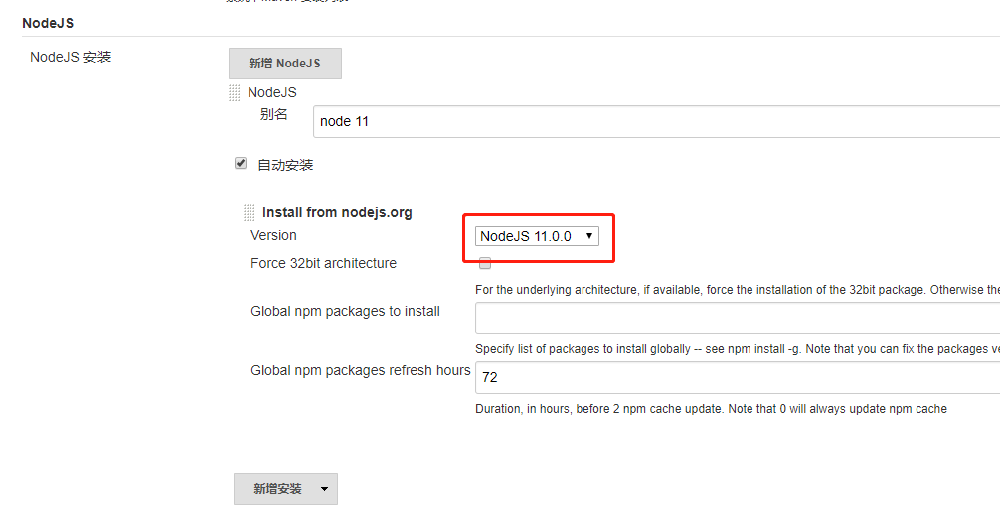 NodeJS
NodeJS 安装
新增 NodeJS
NodeJS
别名
node 11
自动安装
Install from nodejs.org
Version
NodeJS 11.0.0
Force 32bit architecture
For the underlying architecture, if available, force the installation of the 32bit package. Otherwise the
Global npm packages to install
Specify list of packages to install globally -- see npm install -g. Note that you can fix the packages
Global npm packages refresh hours
72
Duration, in hours, before 2 npm cache update. Note that 0 will always update npm cache
新增安装